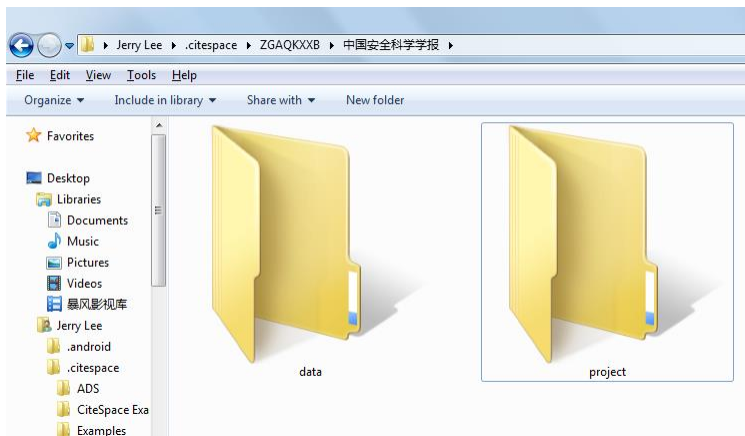 Jerry Lee ▸ .citespace ▸ ZGAQKXXB ▸ 中国安全科学学报 ▸
File Edit View Tools Help
Organize Include in library Share with New folder
Favorites
Desktop
Libraries
Documents
Music
Pictures
Videos
暴风影视库
Jerry Lee
.android
.citespace
ADS
CiteSpace Exa
Examples
data
project